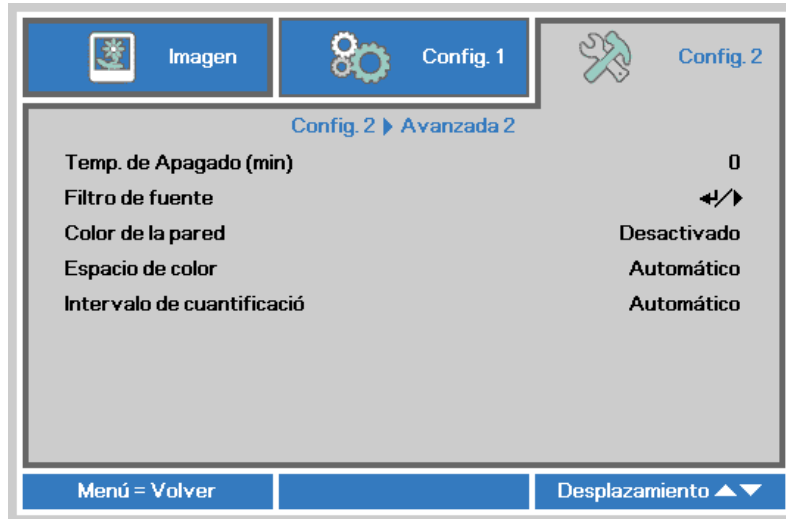 Imagen
Config. 1
Config. 2
Config. 2 ▶ Avanzada 2
Temp. de Apagado (min) 0
Filtro de fuente ↵/▶
Color de la pared Desactivado
Espacio de color Automático
Intervalo de cuantificació Automático
Menú = Volver
Desplazamiento ▲▼